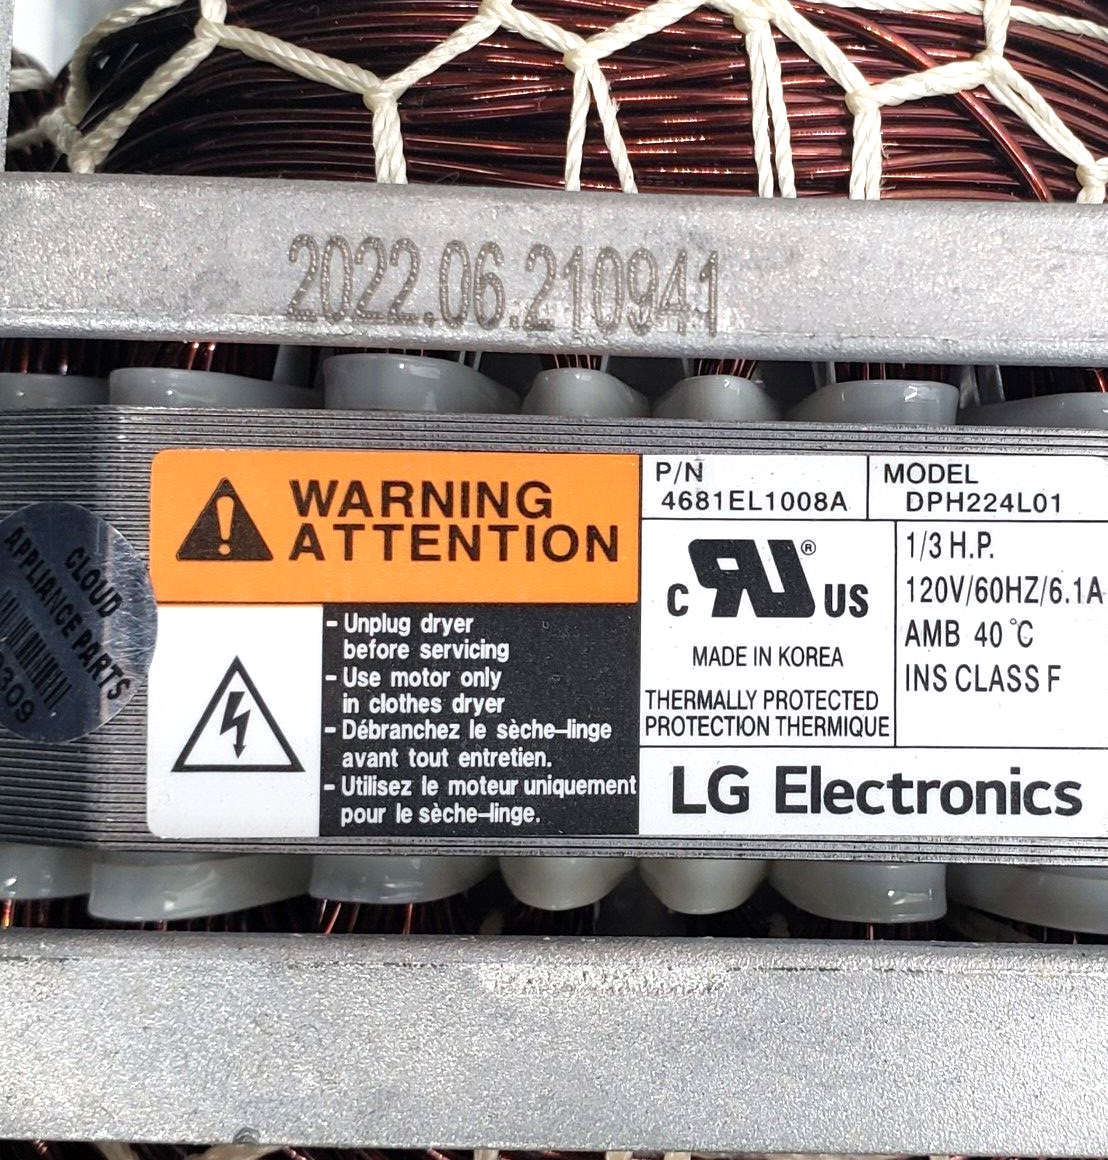 2022.06.210941
WARNING
ATTENTION
P/N
4681EL1008A
MODEL
DPH224L01
c RU® US
MADE IN KOREA
THERMALLY PROTECTED
PROTECTION THERMIQUE
1/3 H.P.
120V/60HZ/6.1A
AMB 40℃
INS CLASS F
- Unplug dryer
before servicing
- Use motor only
in clothes dryer
- Débranchez le sèche-linge
avant tout entretien.
- Utilisez le moteur uniquement
pour le sèche-linge.
LG Electronics
CLOUD
APPLIANCE PARTS